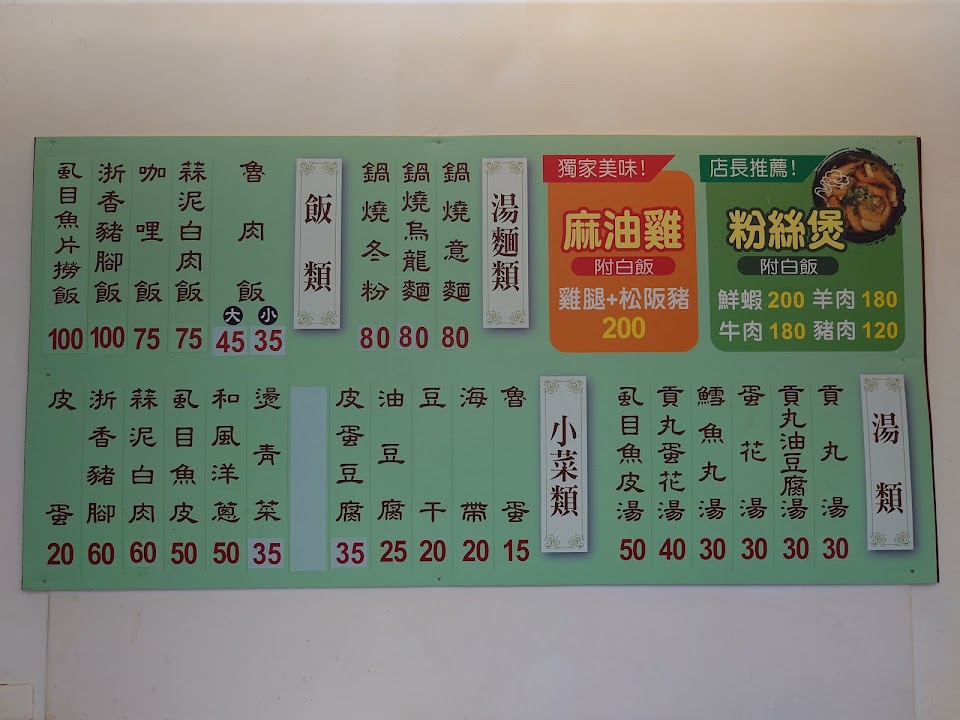 店長推薦！
粉絲煲
附白飯
鮮蝦 200 羊肉 180
牛肉 180 豬肉 120
獨家美味！
麻油雞
附白飯
雞腿+松阪豬
200
湯麵類
鍋燒意麵 80
鍋燒烏龍麵 80
鍋燒冬粉 80
飯類
魯肉飯 大 45 小 35
蒜泥白肉飯 75
咖哩飯 75
浙香豬腳飯 100
虱目魚片撈飯 100
湯類
貢丸湯 30
貢丸油豆腐湯 30
蛋花湯 30
鱈魚丸湯 30
貢丸蛋花湯 40
虱目魚皮湯 50
小菜類
魯蛋 15
海帶 20
豆干 20
油豆腐 25
皮蛋豆腐 35
燙青菜 35
和風洋蔥 50
虱目魚皮 50
蒜泥白肉 60
浙香豬腳 60
皮蛋 20